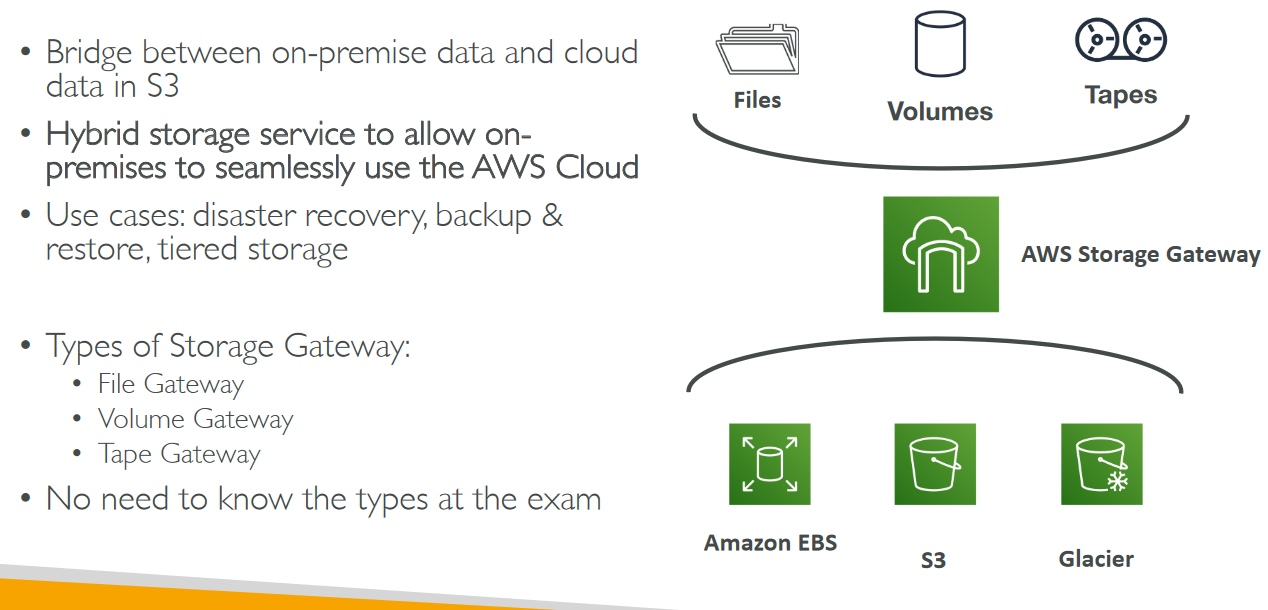 • Bridge between on-premise data and cloud
data in S3
• Hybrid storage service to allow on-
premises to seamlessly use the AWS Cloud
• Use cases: disaster recovery, backup &
restore, tiered storage
• Types of Storage Gateway:
• File Gateway
• Volume Gateway
• Tape Gateway
• No need to know the types at the exam
Files
Volumes
Tapes
AWS Storage Gateway
Amazon EBS
S3
Glacier